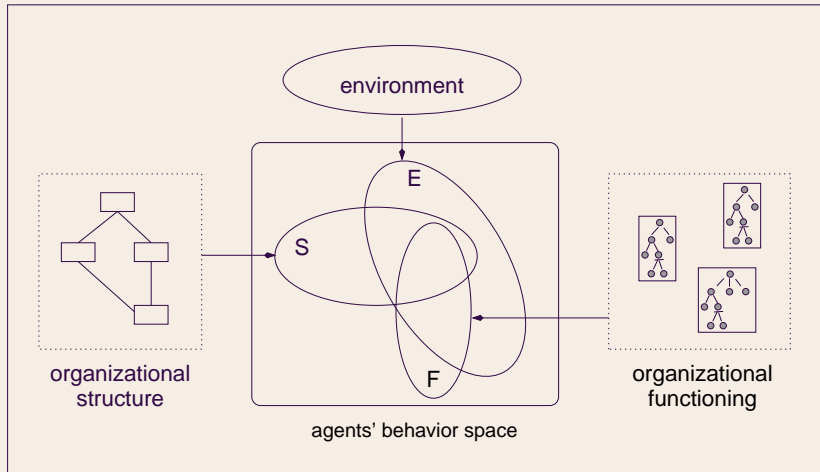 environment
E
S
F
organizational
structure
organizational
functioning
agents' behavior space